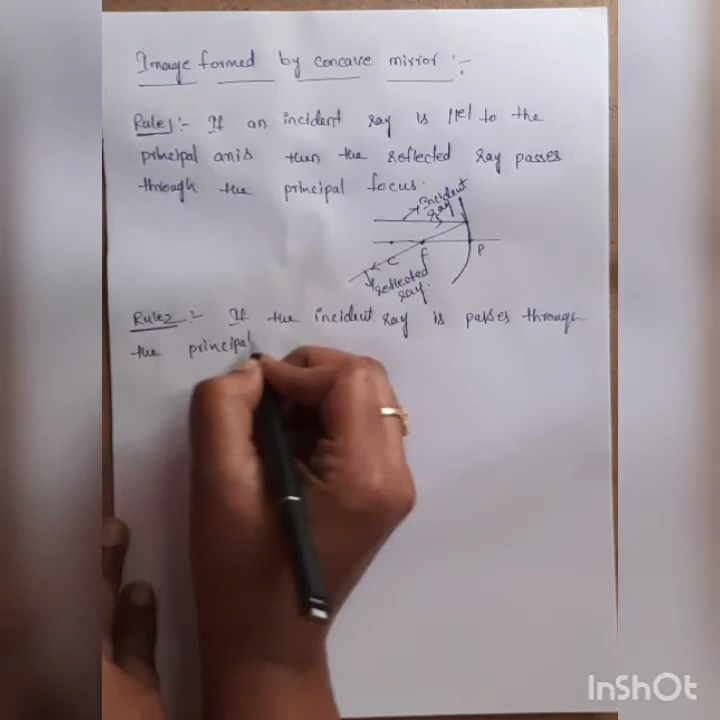 Image formed by concave mirror :-
Rule1:- If an incident ray is ||el to the
principal axis then the reflected ray passes
through the principal focus.
incident
ray
C
F
P
reflected
ray.
Rule2 :- If the incident ray is passes through
the principal
InShOt